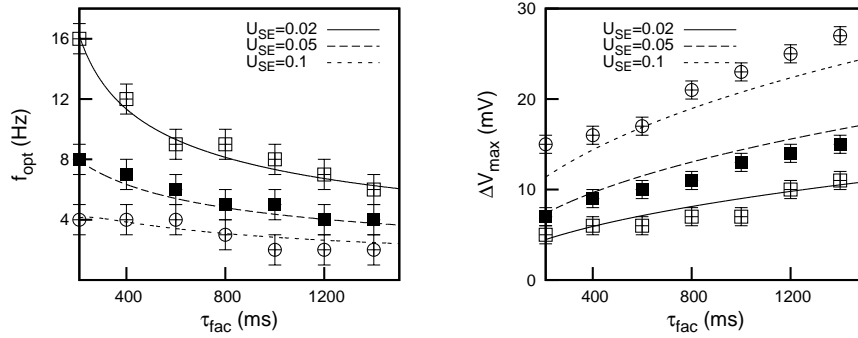 U_SE=0.02
U_SE=0.05
U_SE=0.1
16
12
8
4
0
f_opt (Hz)
400 800 1200
τ_fac (ms)
U_SE=0.02
U_SE=0.05
U_SE=0.1
30
20
10
0
ΔV_max (mV)
400 800 1200
τ_fac (ms)